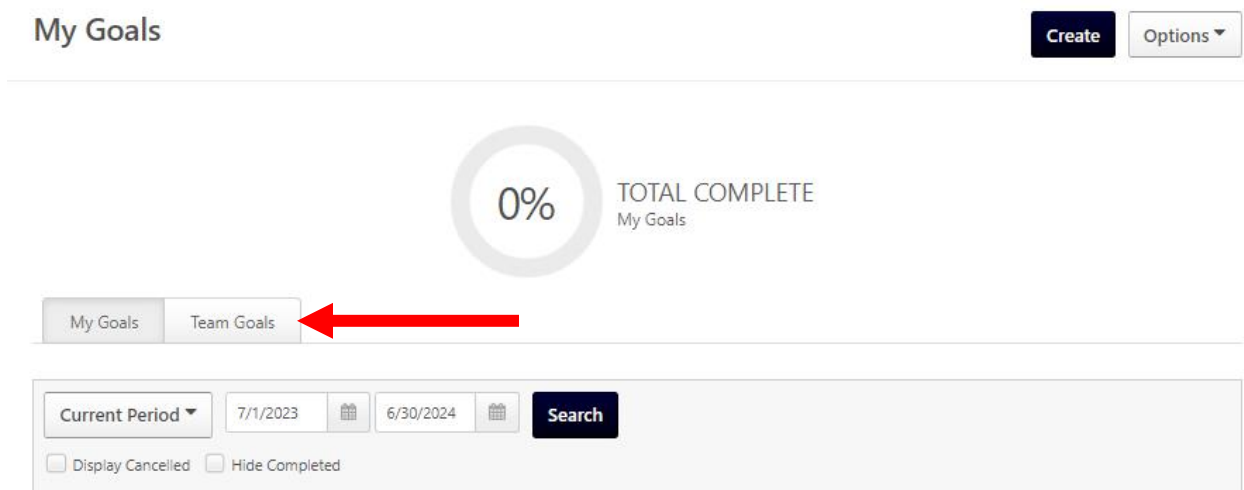 My Goals
Create Options
0% TOTAL COMPLETE
My Goals
My Goals Team Goals
Current Period 7/1/2023 6/30/2024 Search
Display Cancelled Hide Completed